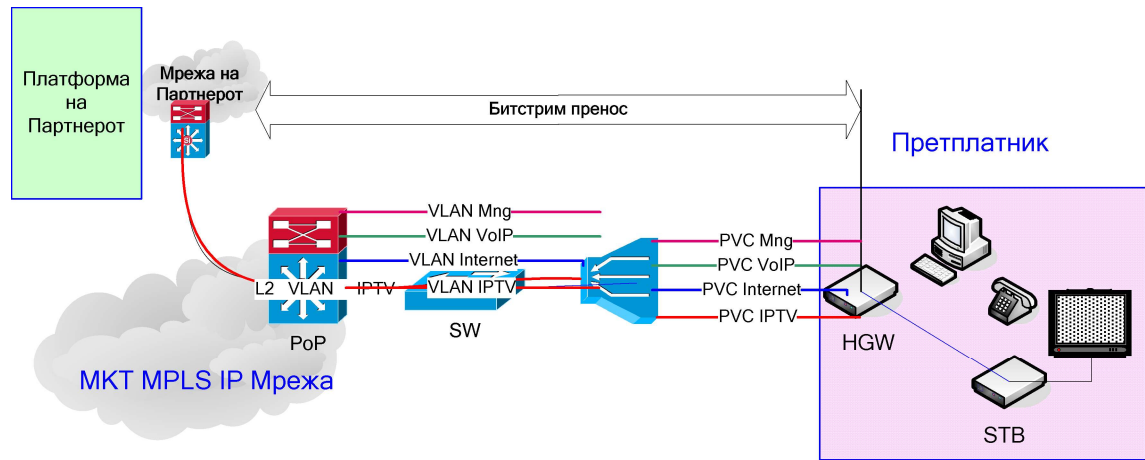 Платформа
на
Партнерот
Мрежа на
Партнерот
Битстрим пренос
Претплатник
VLAN Mng
VLAN VoIP
VLAN Internet
L2 VLAN IPTV
VLAN IPTV
PoP
SW
PVC Mng
PVC VoIP
PVC Internet
PVC IPTV
HGW
STB
МКТ MPLS IP Мрежа